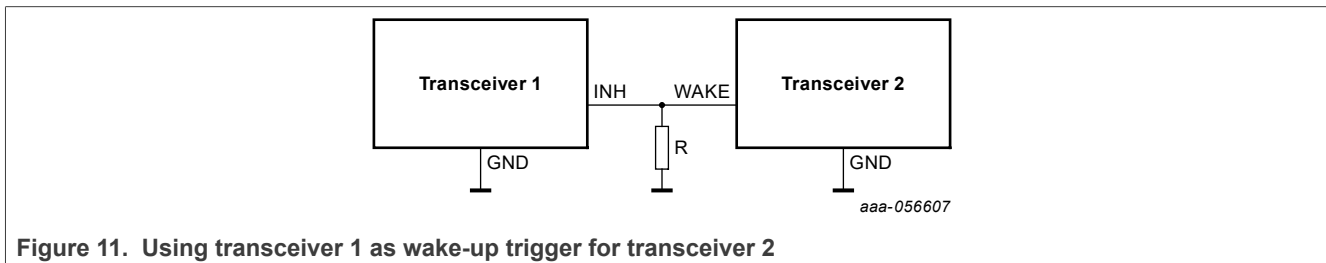 Transceiver 1
INH
WAKE
Transceiver 2
R
GND
GND
aaa-056607
Figure 11. Using transceiver 1 as wake-up trigger for transceiver 2